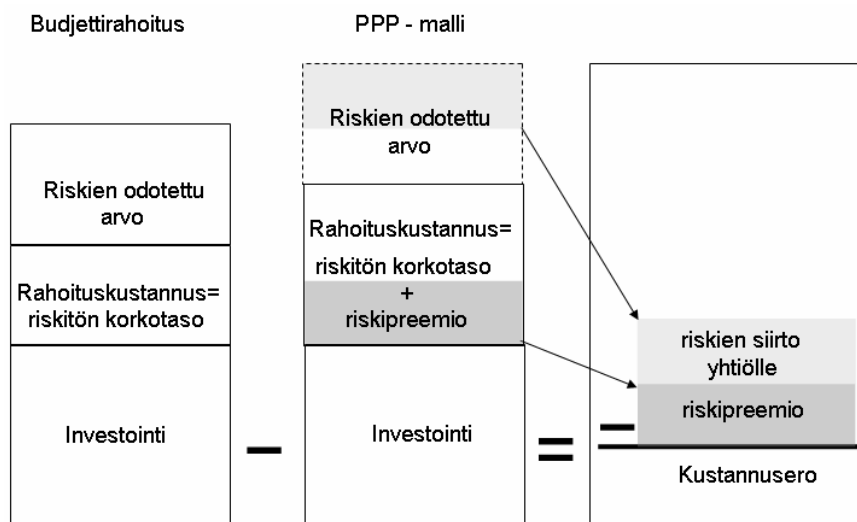 Budjettirahoitus
Riskien odotettu
arvo
Rahoituskustannus=
riskitön korkotaso
Investointi
–
PPP - malli
Riskien odotettu
arvo
Rahoituskustannus=
riskitön korkotaso
+
riskipreemio
Investointi
=
riskien siirto
yhtiölle
–
riskipreemio
Kustannusero